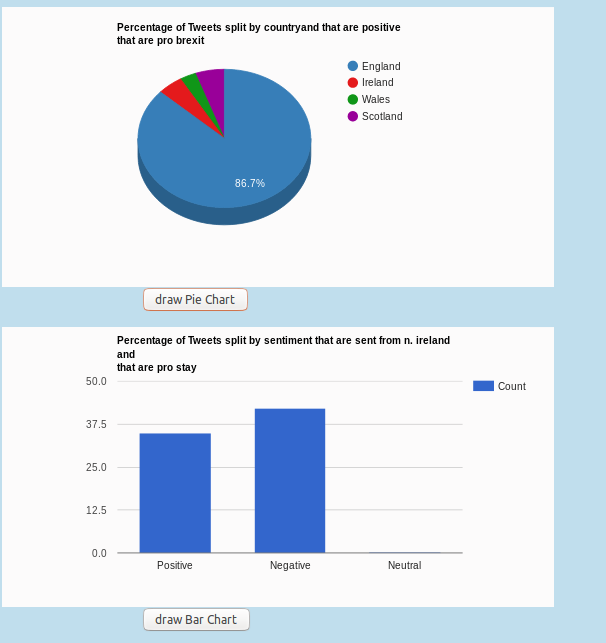 Percentage of Tweets split by countryand that are positive
that are pro brexit
England
Ireland
Wales
Scotland
86.7%
draw Pie Chart
Percentage of Tweets split by sentiment that are sent from n. ireland
and
that are pro stay
50.0
Count
37.5
25.0
12.5
0.0
Positive Negative Neutral
draw Bar Chart